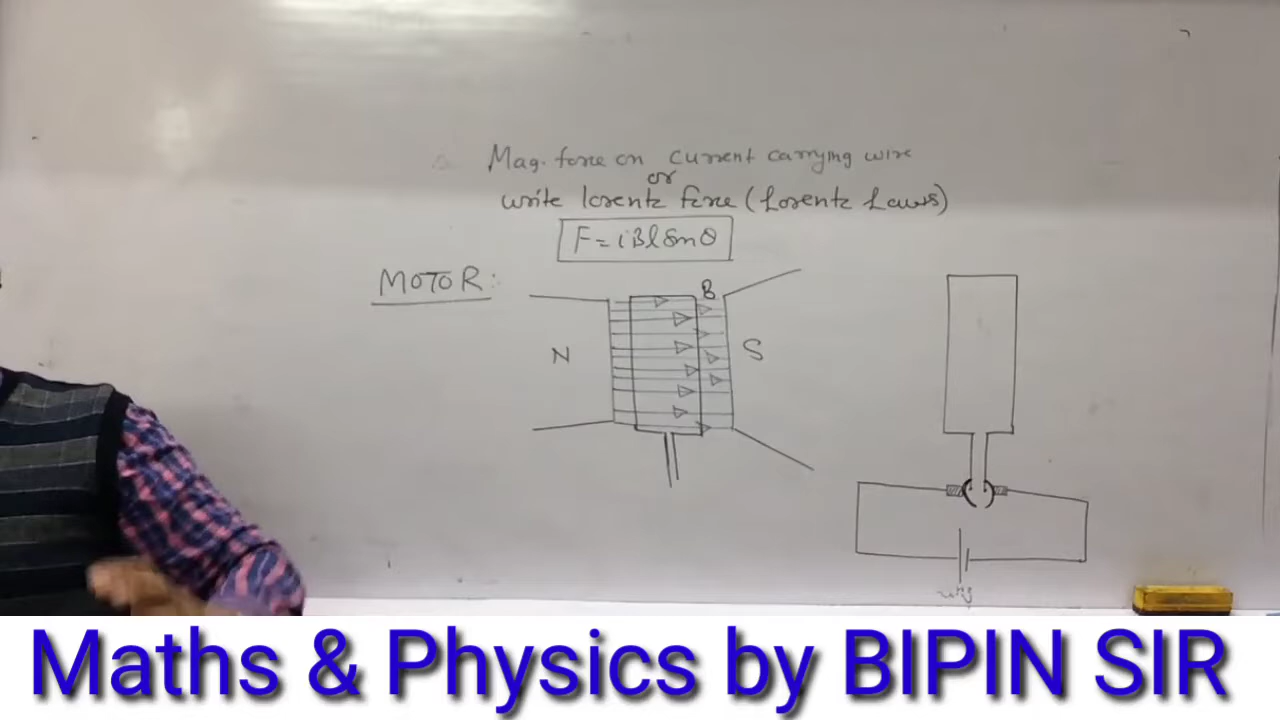 Mag. force on current carrying wire
or
write lorentz force (Lorentz Laws)
F = iBl Sinθ
MOTOR:
B
N
S
Maths & Physics by BIPIN SIR